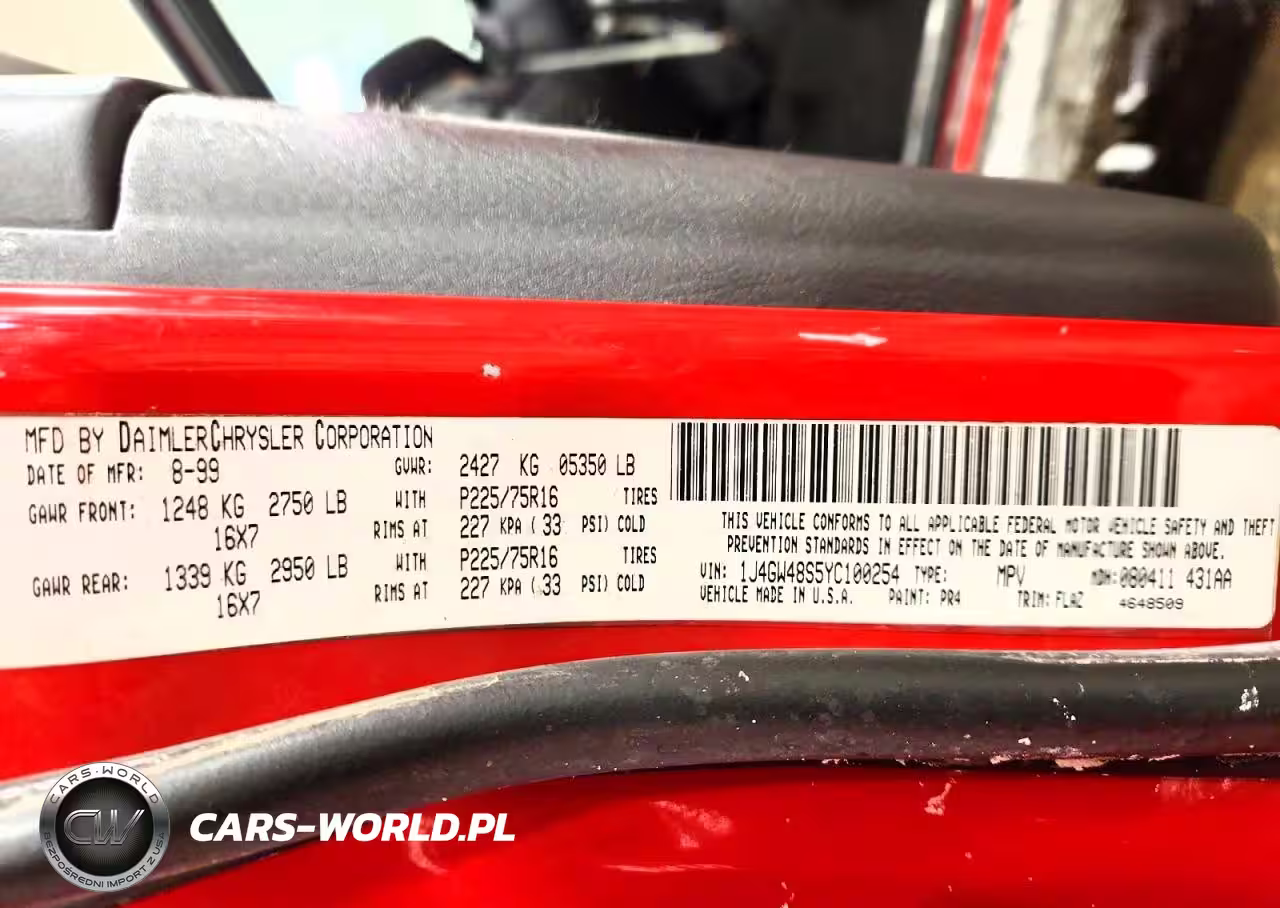 MFD BY DAIMLERCHRYSLER CORPORATION
DATE OF MFR: 8-99 GVWR: 2427 KG 05350 LB
GAWR FRONT: 1248 KG 2750 LB WITH P225/75R16 TIRES
16X7 RIMS AT 227 KPA ( 33 PSI) COLD
GAWR REAR: 1339 KG 2950 LB WITH P225/75R16 TIRES
16X7 RIMS AT 227 KPA ( 33 PSI) COLD
THIS VEHICLE CONFORMS TO ALL APPLICABLE FEDERAL MOTOR VEHICLE SAFETY AND THEFT
PREVENTION STANDARDS IN EFFECT ON THE DATE OF MANUFACTURE SHOWN ABOVE.
VIN: 1J4GW48S5YC100254 TYPE: MPV MDH: 080411 431AA
VEHICLE MADE IN U.S.A. PAINT: PR4 TRIM: FLAZ 4648509
CARS-WORLD
CW
BEZPOŚREDNI IMPORT Z USA
CARS-WORLD.PL